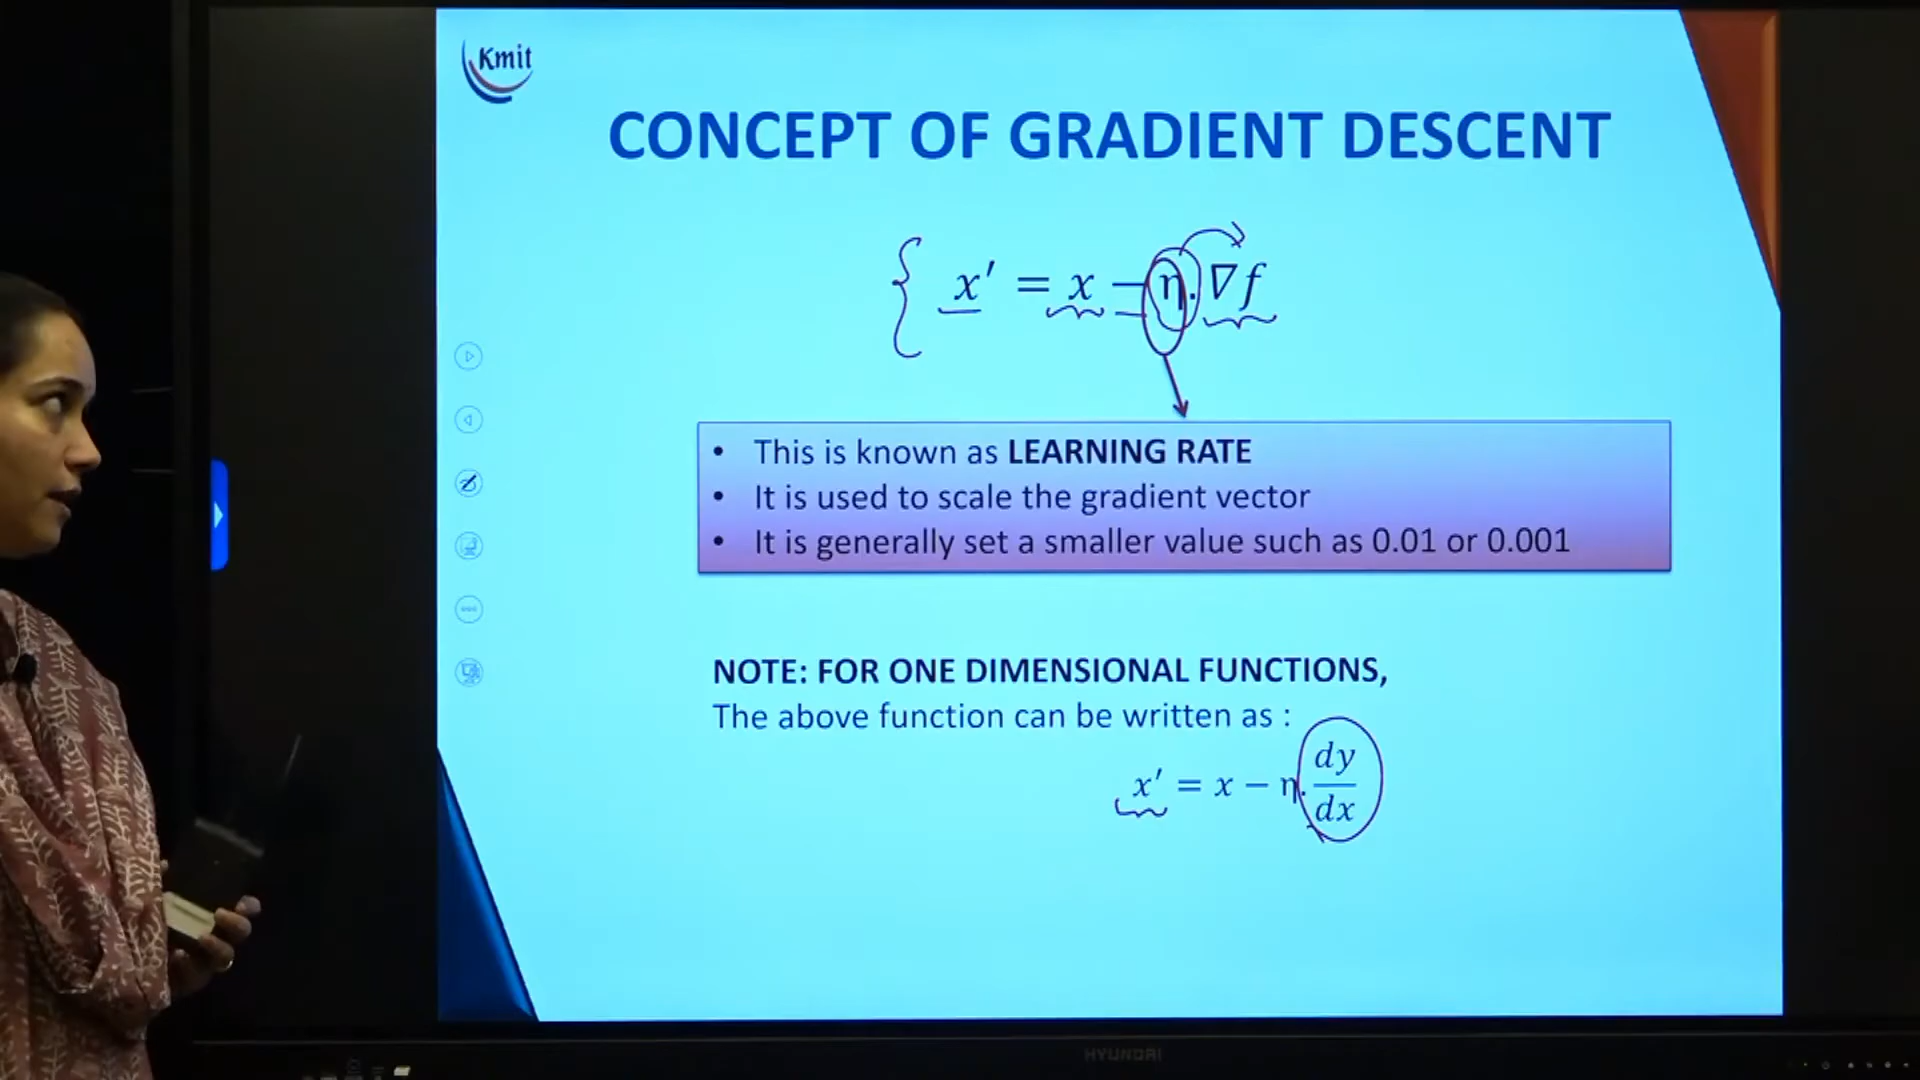 Kmit
CONCEPT OF GRADIENT DESCENT
x′ = x − η.∇f
• This is known as LEARNING RATE
• It is used to scale the gradient vector
• It is generally set a smaller value such as 0.01 or 0.001
NOTE: FOR ONE DIMENSIONAL FUNCTIONS,
The above function can be written as :
x′ = x − η. dy/dx
HYUNDAI